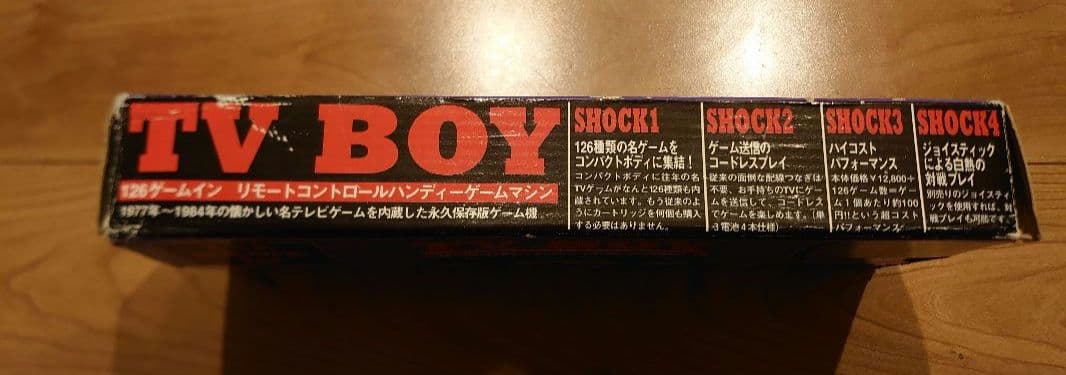 TV BOY
126ゲームイン リモートコントロールハンディーゲームマシン
1977年～1984年の懐かしい名テレビゲームを内蔵した永久保存版ゲーム機
SHOCK1
126種類の名ゲームを
コンパクトボディに集結！
コンパクトボディに往年の名
TVゲームがなんと126種類も内
蔵されています。もう従来のよ
うにカートリッジを何個も購入
する必要はありません。
SHOCK2
ゲーム送信の
コードレスプレイ
従来の面倒な配線つなぎは
不要、お手持ちのTVにゲー
ムを送信して、コードレス
でゲームを楽しめます。（単
3電池4本仕様）
SHOCK3
ハイコスト
パフォーマンス
本体価格￥12,800÷
126ゲーム数＝ゲー
ム1個あたり約100
円!!という超コスト
パフォーマンス!
SHOCK4
ジョイスティック
による白熱の
対戦プレイ
別売りのジョイスティ
ックを使用すれば、対
戦プレイも可能です。